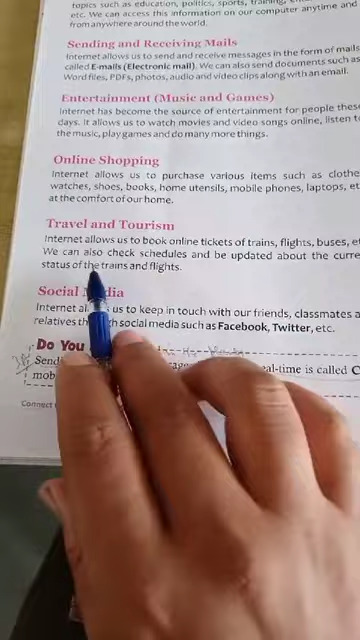 topics such as education, politics, sports, training,
etc. We can access this information on our computer anytime and
from anywhere around the world.
Sending and Receiving Mails
Internet allows us to send and receive messages in the form of mails
called E-mails (Electronic mail). We can also send documents such as
Word files, PDFs, photos, audio and video clips along with an email.
Entertainment (Music and Games)
Internet has become the source of entertainment for people these
days. It allows us to watch movies and video songs online, listen to
the music, play games and do many more things.
Online Shopping
Internet allows us to purchase various items such as clothe
watches, shoes, books, home utensils, mobile phones, laptops, et
at the comfort of our home.
Travel and Tourism
Internet allows us to book online tickets of trains, flights, buses, e
We can also check schedules and be updated about the curre
status of the trains and flights.
Social dia
Internet al us to keep in touch with our friends, classmates a
relatives th h social media such as Facebook, Twitter, etc.
Do You
Sendi al-time is called C
mob
Connect